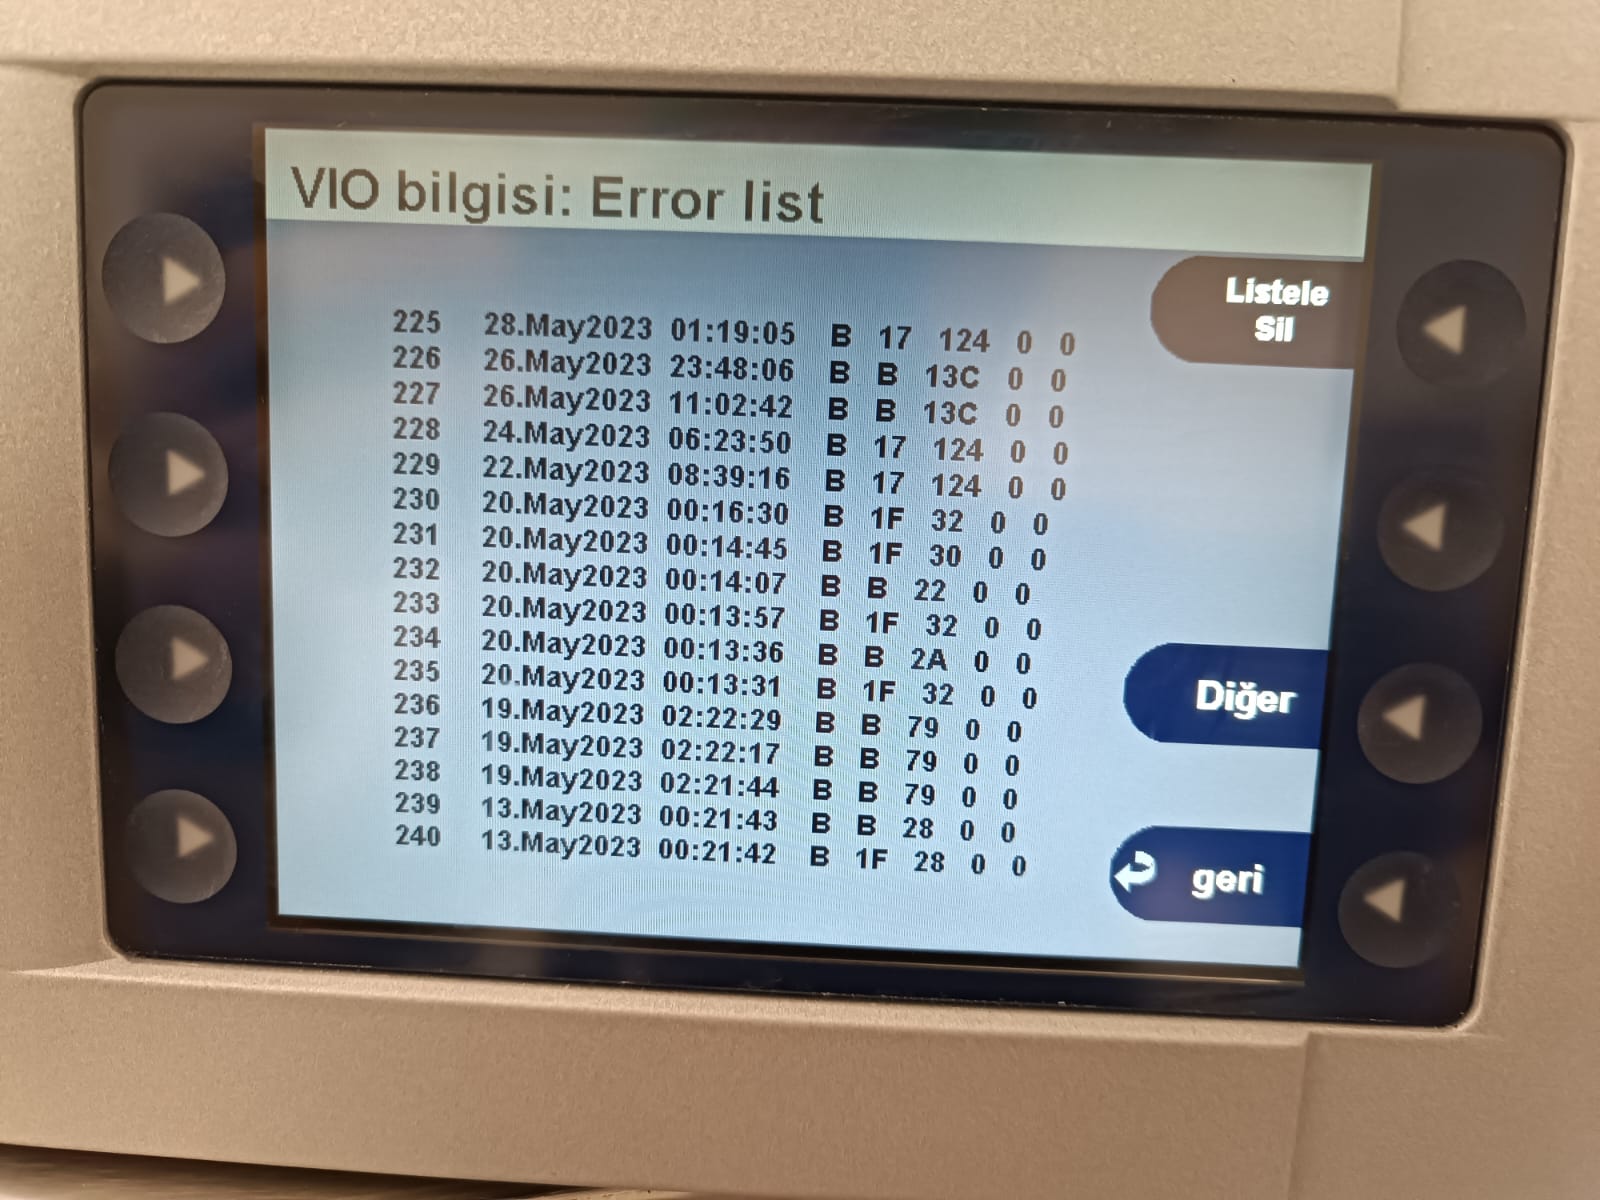 VIO bilgisi: Error list
Listele
Sil
225 28.May2023 01:19:05 B 17 124 0 0
226 26.May2023 23:48:06 B B 13C 0 0
227 26.May2023 11:02:42 B B 13C 0 0
228 24.May2023 06:23:50 B 17 124 0 0
229 22.May2023 08:39:16 B 17 124 0 0
230 20.May2023 00:16:30 B 1F 32 0 0
231 20.May2023 00:14:45 B 1F 30 0 0
232 20.May2023 00:14:07 B B 22 0 0
233 20.May2023 00:13:57 B 1F 32 0 0
234 20.May2023 00:13:36 B B 2A 0 0
235 20.May2023 00:13:31 B 1F 32 0 0
236 19.May2023 02:22:29 B B 79 0 0
237 19.May2023 02:22:17 B B 79 0 0
238 19.May2023 02:21:44 B B 79 0 0
239 13.May2023 00:21:43 B B 28 0 0
240 13.May2023 00:21:42 B 1F 28 0 0
Diğer
geri